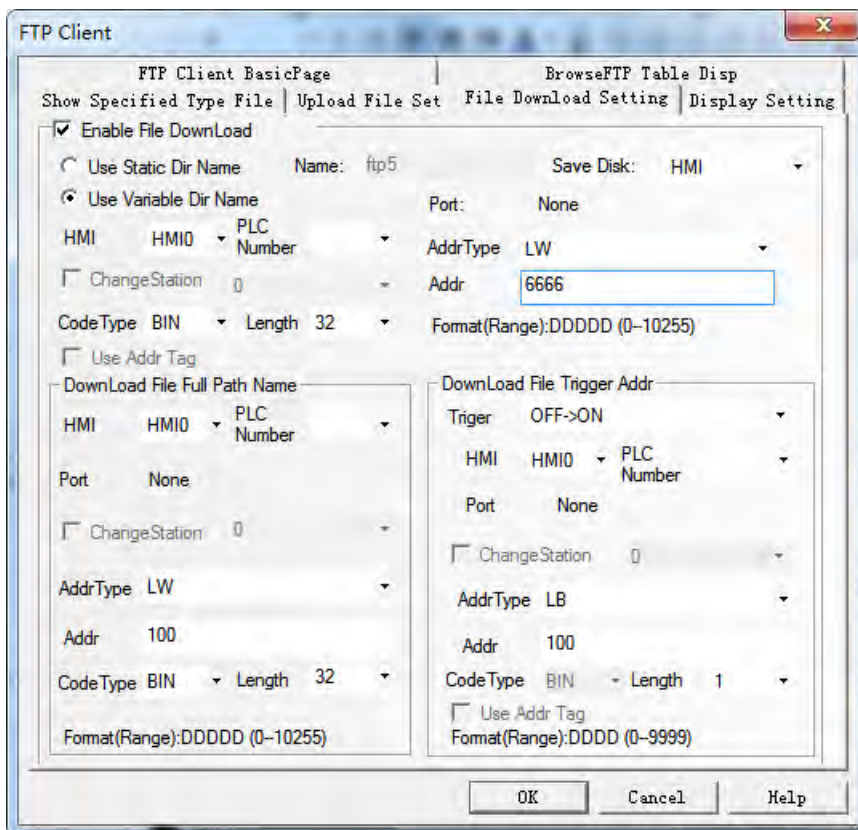 FTP Client
FTP Client BasicPage
BrowseFTP Table Disp
Show Specified Type File
Upload File Set
File Download Setting
Display Setting
Enable File DownLoad
Use Static Dir Name
Name:
ftp5
Save Disk:
HMI
Use Variable Dir Name
Port:
None
HMI
HMI0
PLC
Number
AddrType
LW
ChangeStation
0
Addr
6666
CodeType
BIN
Length
32
Format(Range):DDDDD (0--10255)
Use Addr Tag
DownLoad File Full Path Name
HMI
HMI0
PLC
Number
Port
None
ChangeStation
0
AddrType
LW
Addr
100
CodeType
BIN
Length
32
Format(Range):DDDDD (0--10255)
DownLoad File Trigger Addr
Triger
OFF->ON
HMI
HMI0
PLC
Number
Port
None
ChangeStation
0
AddrType
LB
Addr
100
CodeType
BIN
Length
1
Use Addr Tag
Format(Range):DDDD (0--9999)
OK
Cancel
Help